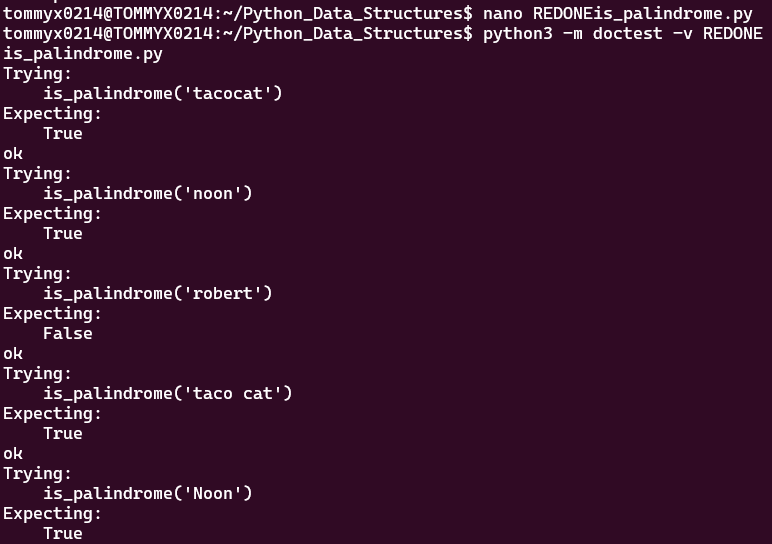 tommyx0214@TOMMYX0214:~/Python_Data_Structures$ nano REDONEis_palindrome.py
tommyx0214@TOMMYX0214:~/Python_Data_Structures$ python3 -m doctest -v REDONE
is_palindrome.py
Trying:
    is_palindrome('tacocat')
Expecting:
    True
ok
Trying:
    is_palindrome('noon')
Expecting:
    True
ok
Trying:
    is_palindrome('robert')
Expecting:
    False
ok
Trying:
    is_palindrome('taco cat')
Expecting:
    True
ok
Trying:
    is_palindrome('Noon')
Expecting:
    True